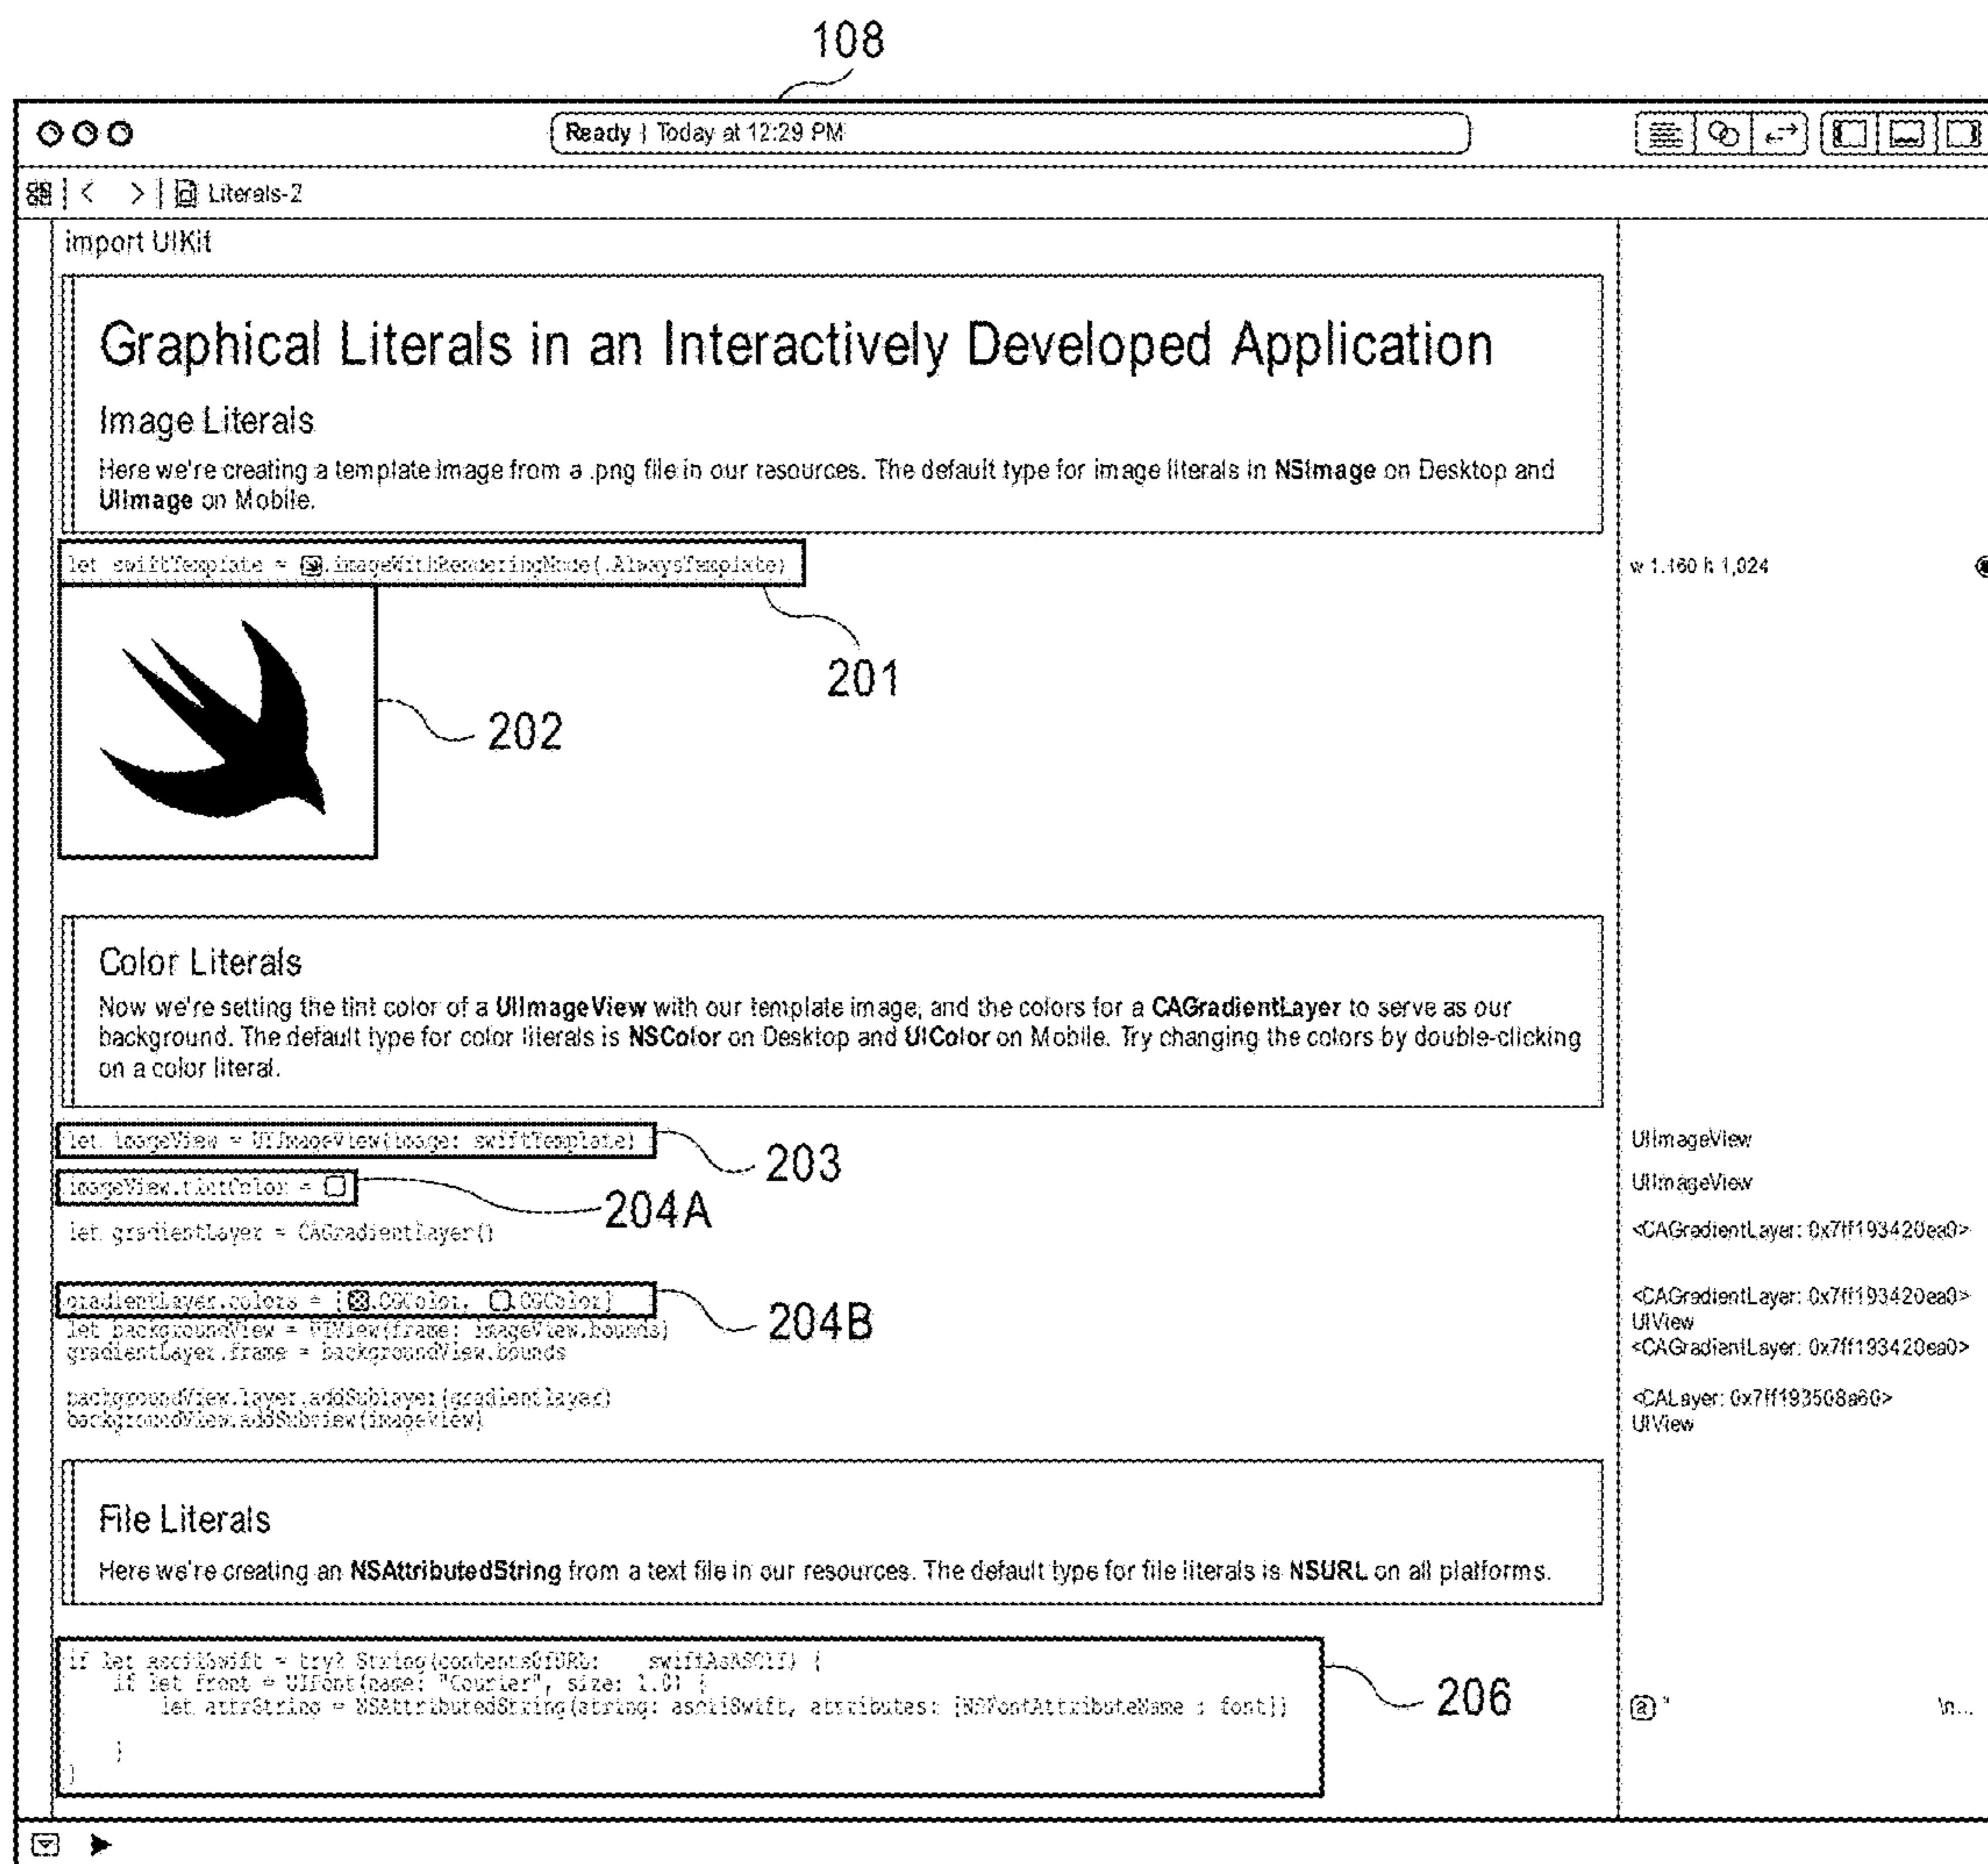 108
Ready | Today at 12:29 PM
Literals-2
import UIKit
Graphical Literals in an Interactively Developed Application
Image Literals
Here we're creating a template image from a .png file in our resources. The default type for image literals in NSImage on Desktop and
UIImage on Mobile.
let swiftTemplate = .imageWithRenderingMode(.AlwaysTemplate)
w 1,160 h 1,024
201
202
Color Literals
Now we're setting the tint color of a UIImageView with our template image, and the colors for a CAGradientLayer to serve as our
background. The default type for color literals is NSColor on Desktop and UIColor on Mobile. Try changing the colors by double-clicking
on a color literal.
let imageView = UIImageView(image: swiftTemplate)
UIImageView
203
imageView.tintColor =
UIImageView
204A
let gradientLayer = CAGradientLayer()
<CAGradientLayer: 0x7ff193420ea0>
gradientLayer.colors = [.CGColor, .CGColor]
<CAGradientLayer: 0x7ff193420ea0>
204B
let backgroundView = UIView(frame: imageView.bounds)
UIView
gradientLayer.frame = backgroundView.bounds
<CAGradientLayer: 0x7ff193420ea0>
backgroundView.layer.addSublayer(gradientlayer)
<CALayer: 0x7ff193508a60>
backgroundView.addSubview(imageView)
UIView
File Literals
Here we're creating an NSAttributedString from a text file in our resources. The default type for file literals is NSURL on all platforms.
if let asciiSwift = try? String(contentsOfURL: swiftAsASCII) {
if let front = UIFont(name: "Courier", size: 1.0) {
let attrString = NSAttributedString(string: asciiSwift, attributes: [NSFontAttributeName : font])
(a) "
\n...
}
}
206